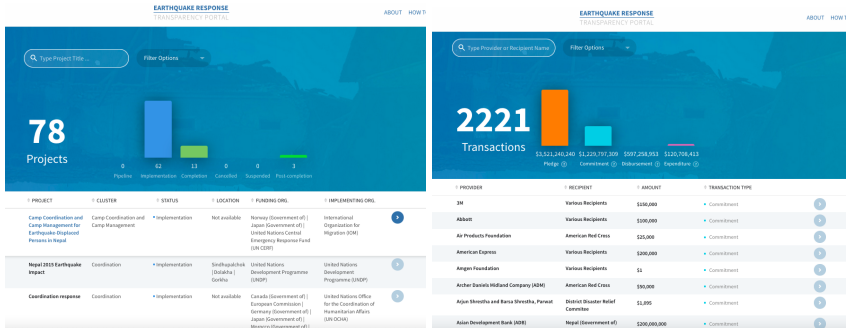 EARTHQUAKE RESPONSE
TRANSPARENCY PORTAL
ABOUT HOW T
Type Project Title ...
Filter Options
78
Projects
0 62 13 0 0 3
Pipeline Implementation Completion Cancelled Suspended Post-completion
PROJECT CLUSTER STATUS LOCATION FUNDING ORG. IMPLEMENTING ORG.
Camp Coordination and Camp Coordination and Implementation Not available Norway (Government of) | International
Camp Management for Camp Management Japan (Government of) | Organization for
Earthquake-Displaced United Nations Central Migration (IOM)
Persons in Nepal Emergency Response Fund
(UN CERF)
Nepal 2015 Earthquake Coordination Implementation Sindhupalchok United Nations United Nations
Impact | Dolakha | Development Programme Development
Gorkha (UNDP) Programme (UNDP)
Coordination response Coordination Implementation Not available Canada (Government of) | United Nations Office
European Commission | for the Coordination of
Germany (Government of) | Humanitarian Affairs
Japan (Government of) | (UN OCHA)
Morocco (Government of)
EARTHQUAKE RESPONSE
TRANSPARENCY PORTAL
ABOUT HOW T
Type Provider or Recipient Name
Filter Options
2221
Transactions
$3,521,240,240 $1,229,797,309 $597,258,953 $120,706,413
Pledge Commitment Disbursement Expenditure
PROVIDER RECIPIENT AMOUNT TRANSACTION TYPE
3M Various Recipients $150,000 Commitment
Abbott Various Recipients $100,000 Commitment
Air Products Foundation American Red Cross $25,000 Commitment
American Express Various Recipients $200,000 Commitment
Amgen Foundation Various Recipients $1 Commitment
Archer Daniels Midland Company (ADM) American Red Cross $50,000 Commitment
Arjun Shrestha and Barsa Shrestha, Parwat District Disaster Relief $1,095 Commitment
Commitee
Asian Development Bank (ADB) Nepal (Government of) $200,000,000 Commitment